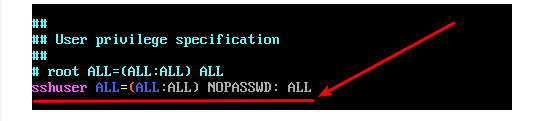 ##
## User privilege specification
##
# root ALL=(ALL:ALL) ALL
sshuser ALL=(ALL:ALL) NOPASSWD: ALL